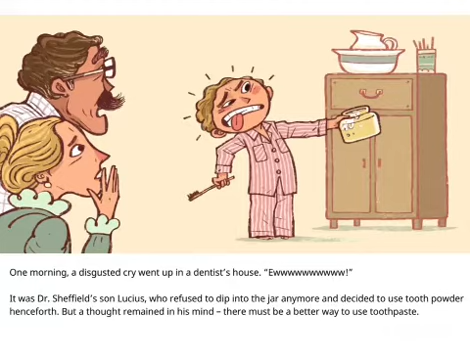 One morning, a disgusted cry went up in a dentist's house. "Ewwwwwwwwww!"
It was Dr. Sheffield's son Lucius, who refused to dip into the jar anymore and decided to use tooth powder
henceforth. But a thought remained in his mind – there must be a better way to use toothpaste.